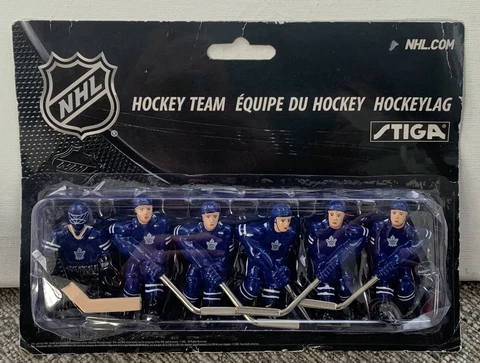 NHL.COM
NHL
HOCKEY TEAM ÉQUIPE DU HOCKEY HOCKEYLAG
STIGA